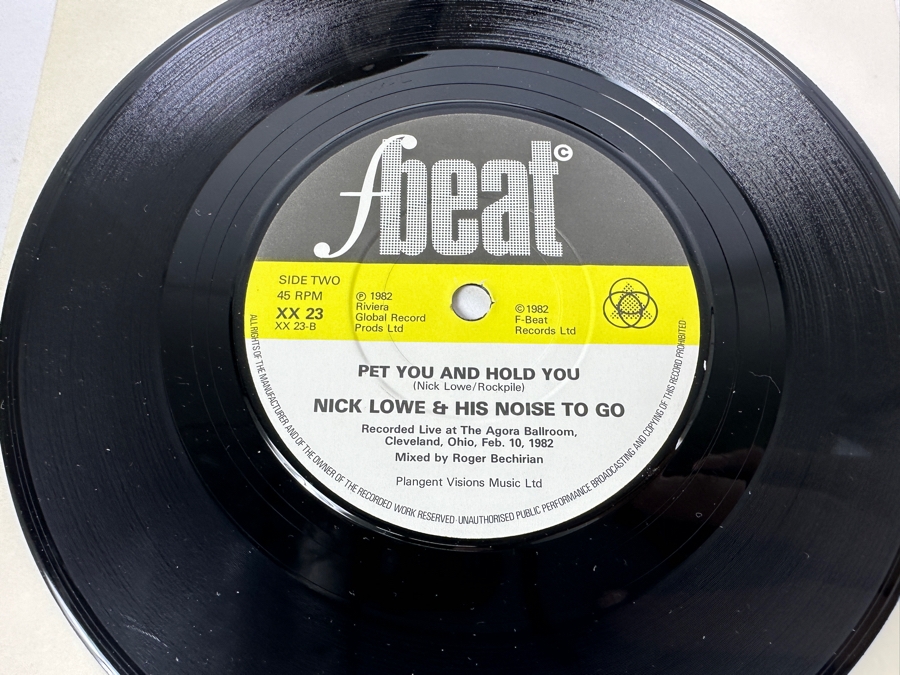 fbeat ©
SIDE TWO
45 RPM
XX 23
XX 23-B
℗ 1982
Riviera
Global Record
Prods Ltd
©1982
F-Beat
Records Ltd
PET YOU AND HOLD YOU
(Nick Lowe/Rockpile)
NICK LOWE & HIS NOISE TO GO
Recorded Live at The Agora Ballroom,
Cleveland, Ohio, Feb. 10, 1982
Mixed by Roger Bechirian
Plangent Visions Music Ltd
ALL RIGHTS OF THE MANUFACTURER AND OF THE OWNER OF THE RECORDED WORK RESERVED·UNAUTHORISED PUBLIC PERFORMANCE BROADCASTING AND COPYING OF THIS RECORD PROHIBITED·